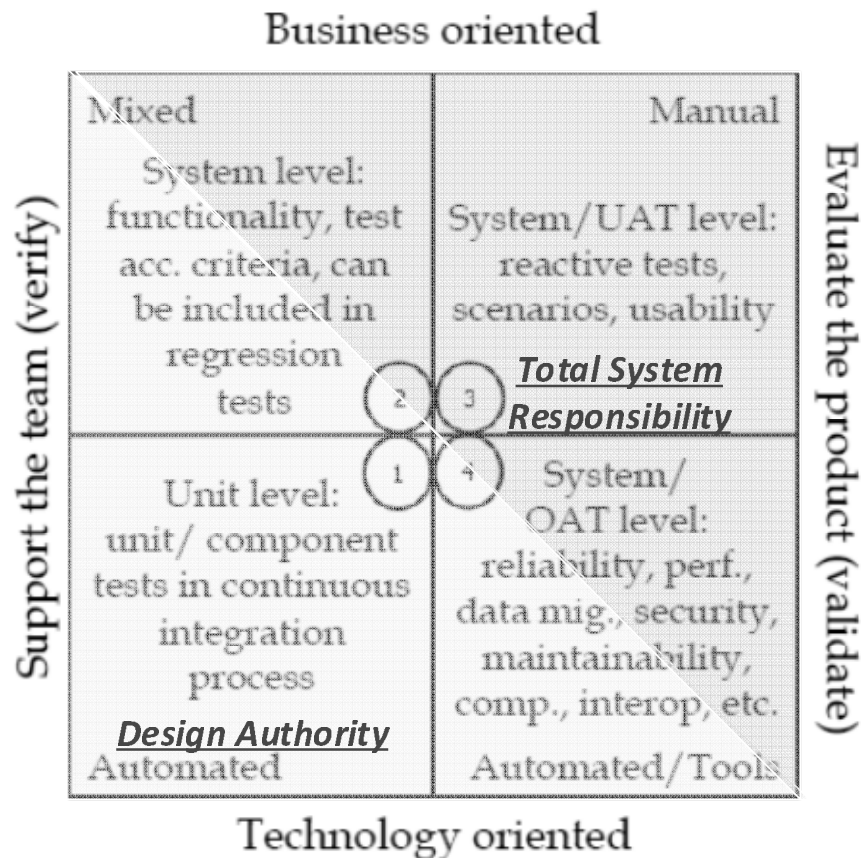 Business oriented
Mixed
System level:
functionality, test
acc. criteria, can
be included in
regression
tests
2
Manual
System/UAT level:
reactive tests,
scenarios, usability
3
Total System
Responsibility
Support the team (verify)
Evaluate the product (validate)
1
Unit level:
unit/ component
tests in continuous
integration
process
Design Authority
Automated
4
System/
OAT level:
reliability, perf.,
data mig., security,
maintainability,
comp., interop, etc.
Automated/Tools
Technology oriented